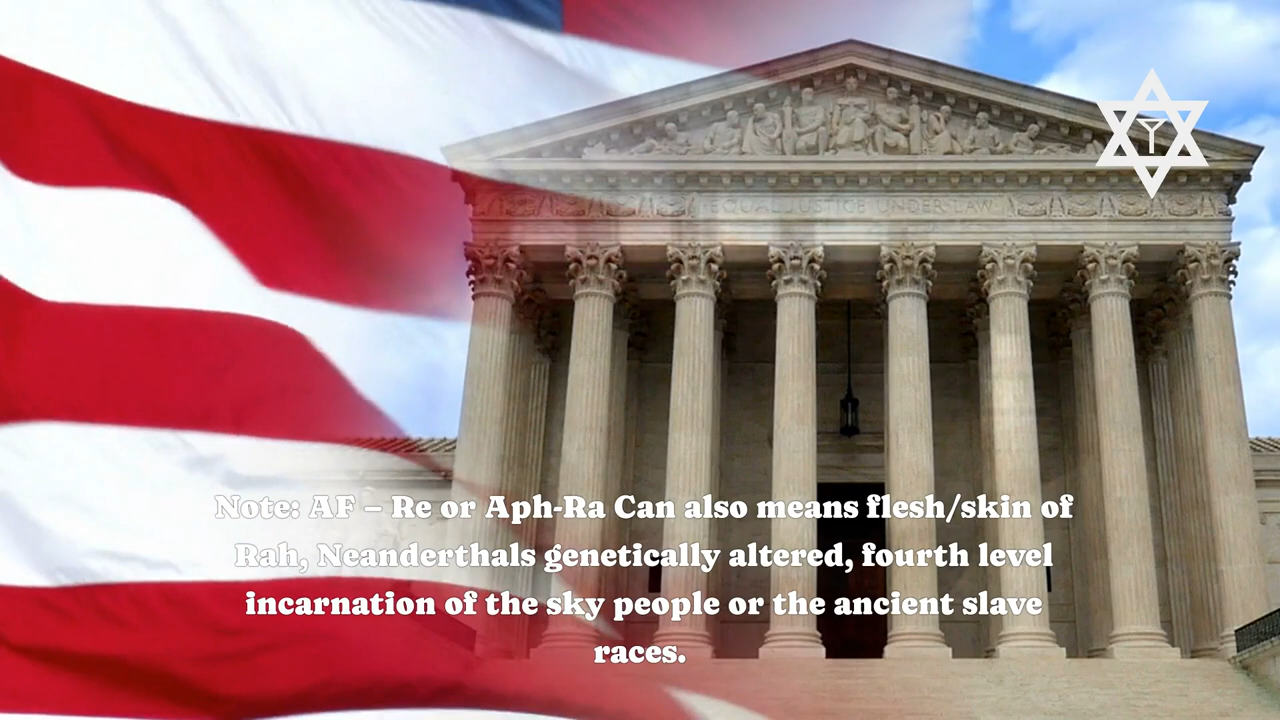 EQUAL JUSTICE UNDER LAW
Note: AF – Re or Aph-Ra Can also means flesh/skin of
Rah, Neanderthals genetically altered, fourth level
incarnation of the sky people or the ancient slave
races.